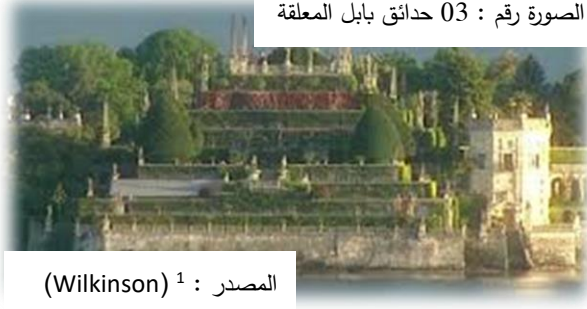 الصورة رقم : 03 حدائق بابل المعلقة
المصدر : ¹ (Wilkinson)